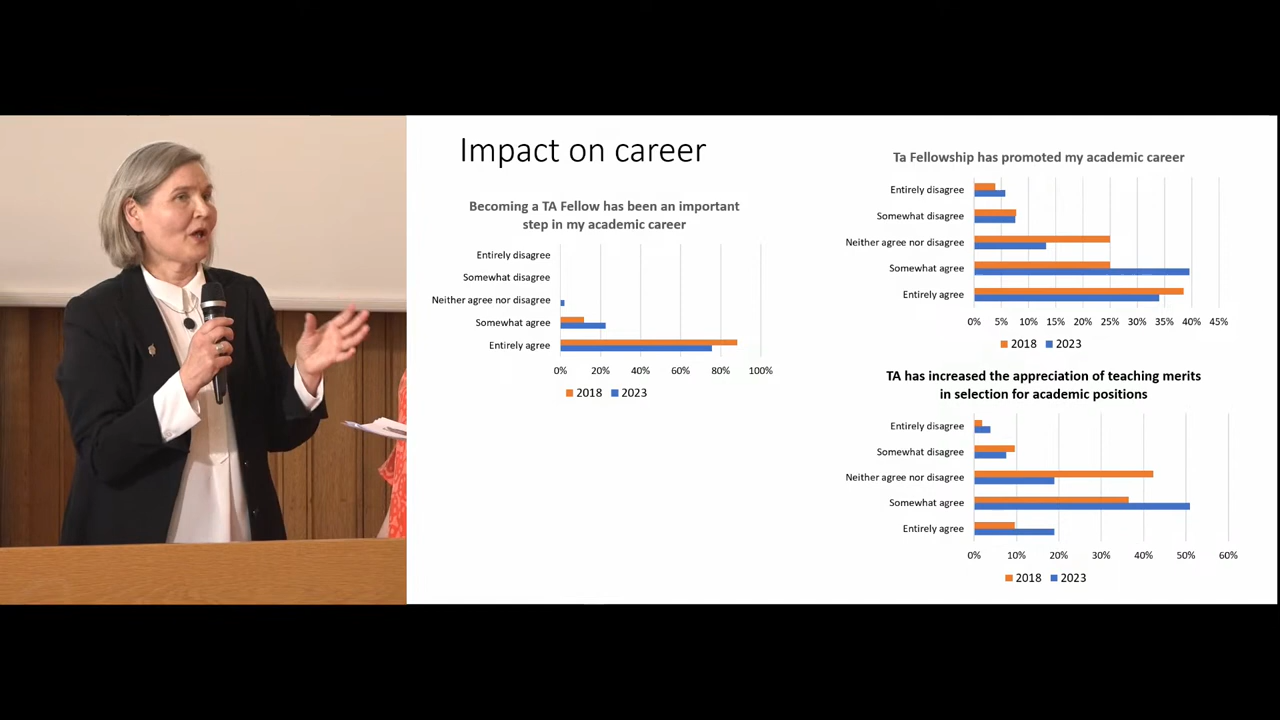 Impact on career
Becoming a TA Fellow has been an important
step in my academic career
Entirely disagree
Somewhat disagree
Neither agree nor disagree
Somewhat agree
Entirely agree
0% 20% 40% 60% 80% 100%
2018 2023
Ta Fellowship has promoted my academic career
Entirely disagree
Somewhat disagree
Neither agree nor disagree
Somewhat agree
Entirely agree
0% 5% 10% 15% 20% 25% 30% 35% 40% 45%
2018 2023
TA has increased the appreciation of teaching merits
in selection for academic positions
Entirely disagree
Somewhat disagree
Neither agree nor disagree
Somewhat agree
Entirely agree
0% 10% 20% 30% 40% 50% 60%
2018 2023